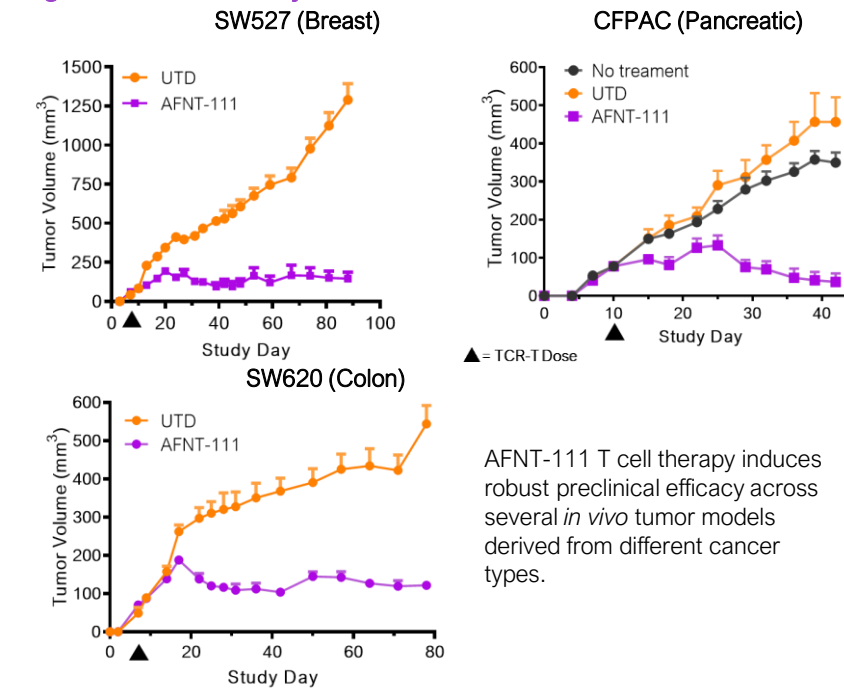 SW527 (Breast)
1500
1250
1000
750
500
250
0
Tumor Volume (mm3)
UTD
AFNT-111
0 20 40 60 80 100
Study Day
CFPAC (Pancreatic)
600
500
400
300
200
100
0
Tumor Volume (mm3)
No treament
UTD
AFNT-111
0 10 20 30 40
Study Day
▲ = TCR-T Dose
SW620 (Colon)
600
500
400
300
200
100
0
Tumor Volume (mm3)
UTD
AFNT-111
0 20 40 60 80
Study Day
AFNT-111 T cell therapy induces
robust preclinical efficacy across
several in vivo tumor models
derived from different cancer
types.